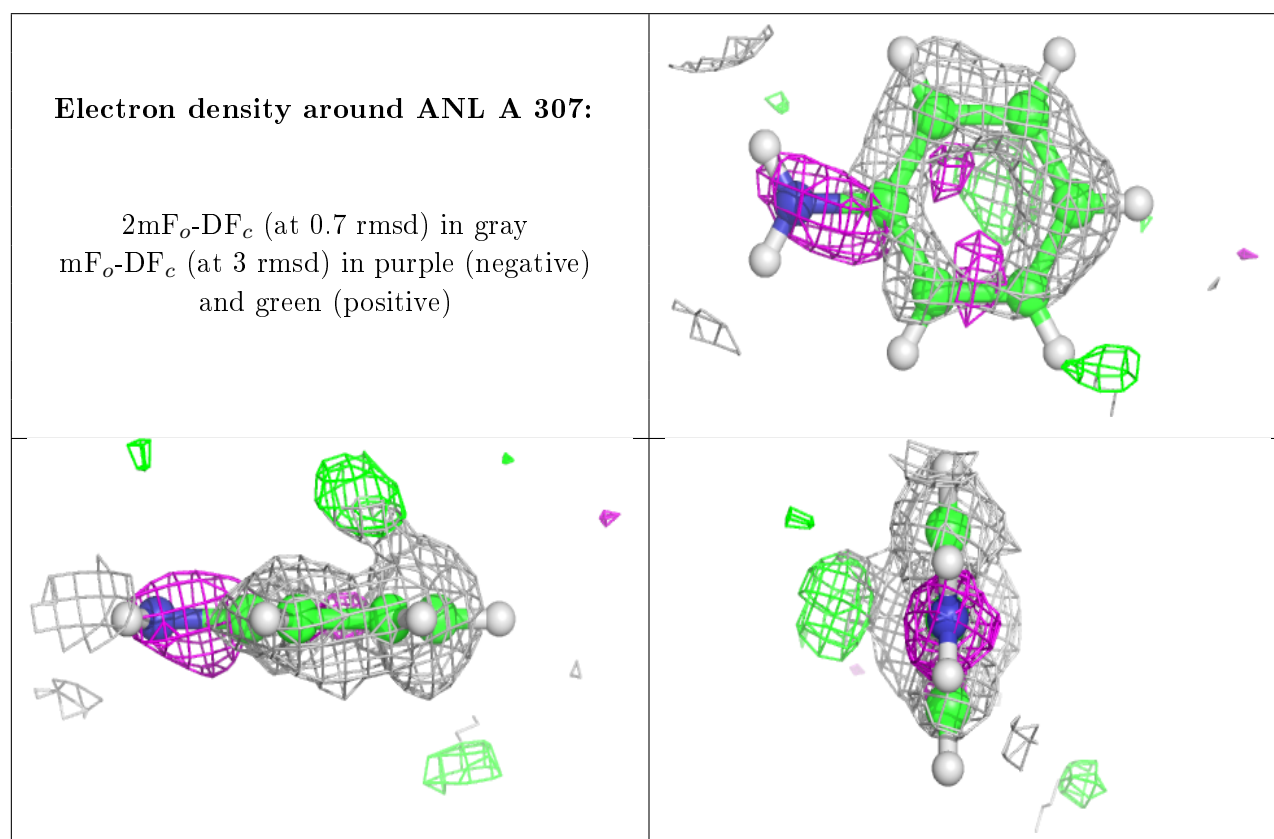 Electron density around ANL A 307:
2mFo-DFc (at 0.7 rmsd) in gray
mFo-DFc (at 3 rmsd) in purple (negative)
and green (positive)